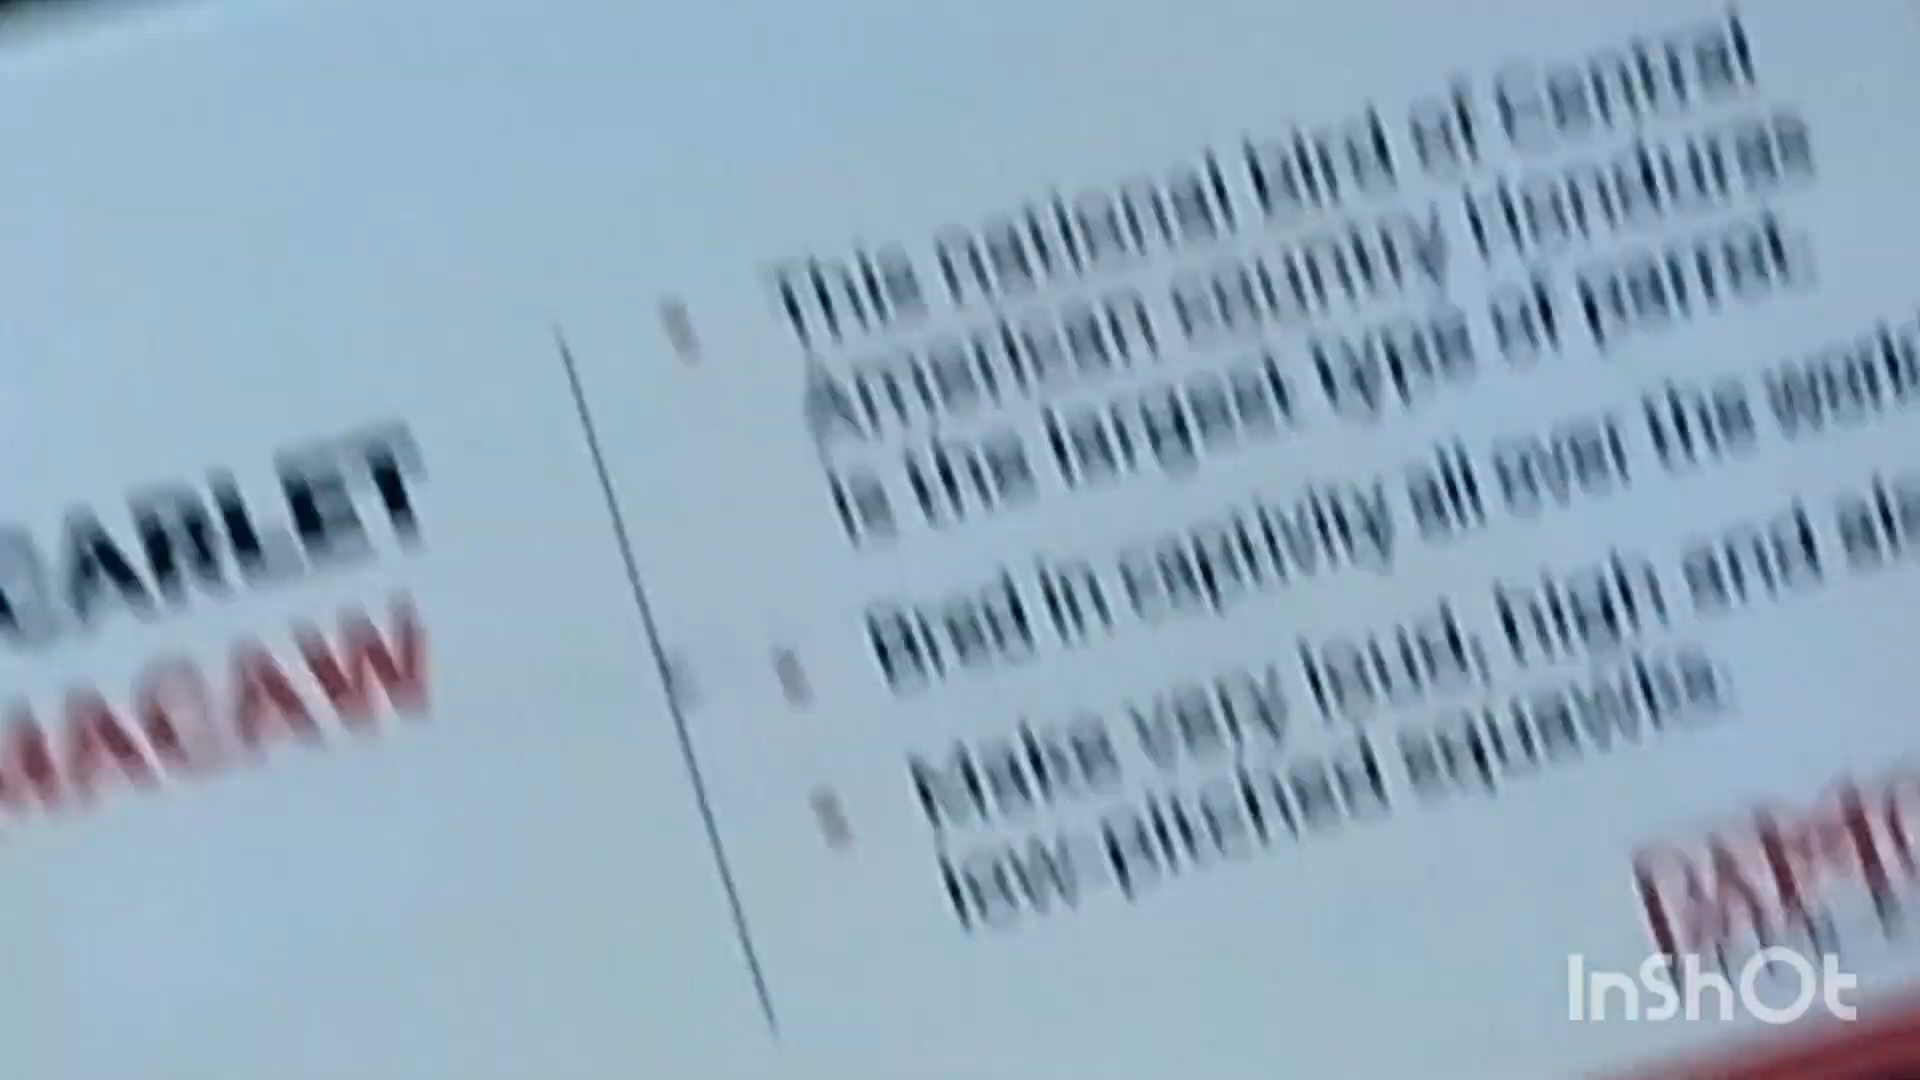 CARLET
MACAW
The national bird of Central
American country Honduras
is the largest type of parrot.
Bred in captivity all over the world
Make very loud, high and also
low pitched squawks.
InShOt